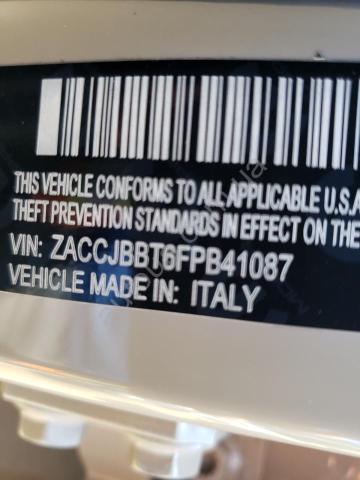 THIS VEHICLE CONFORMS TO ALL APPLICABLE U.S.A
THEFT PREVENTION STANDARDS IN EFFECT ON THE
VIN: ZACCJBBT6FPB41087
VEHICLE MADE IN: ITALY